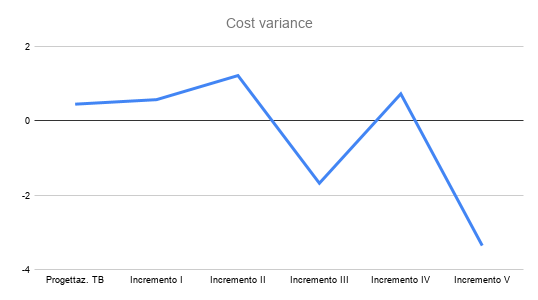 Cost variance
2
0
-2
-4
Progettaz. TB Incremento I Incremento II Incremento III Incremento IV Incremento V